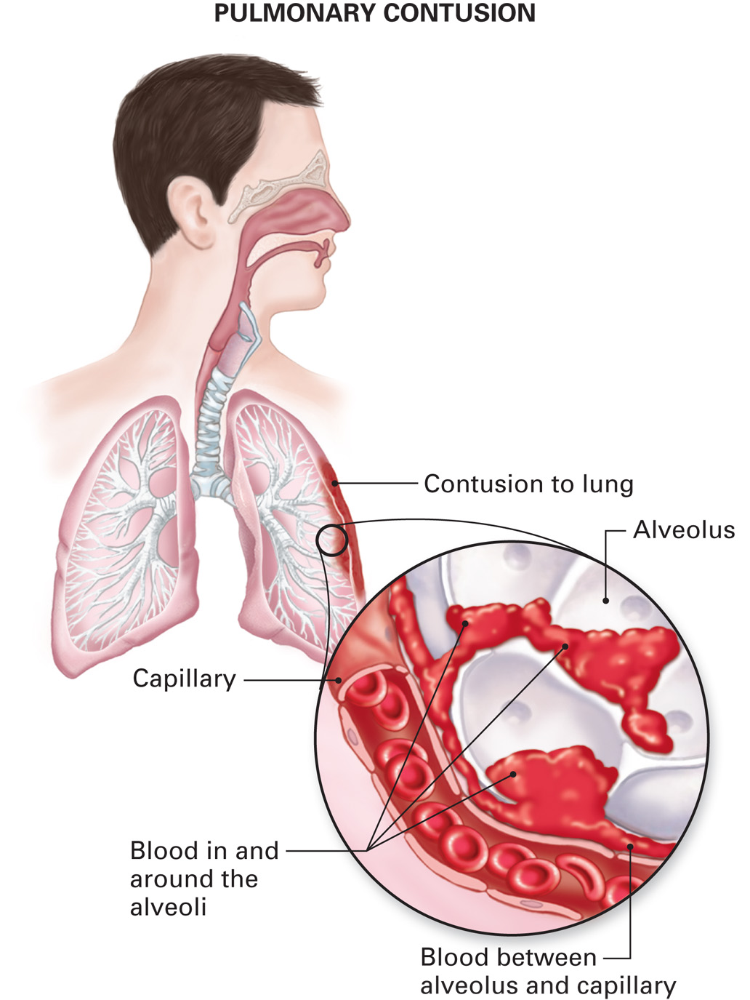 PULMONARY CONTUSION
Contusion to lung
Alveolus
Capillary
Blood in and
around the
alveoli
Blood between
alveolus and capillary